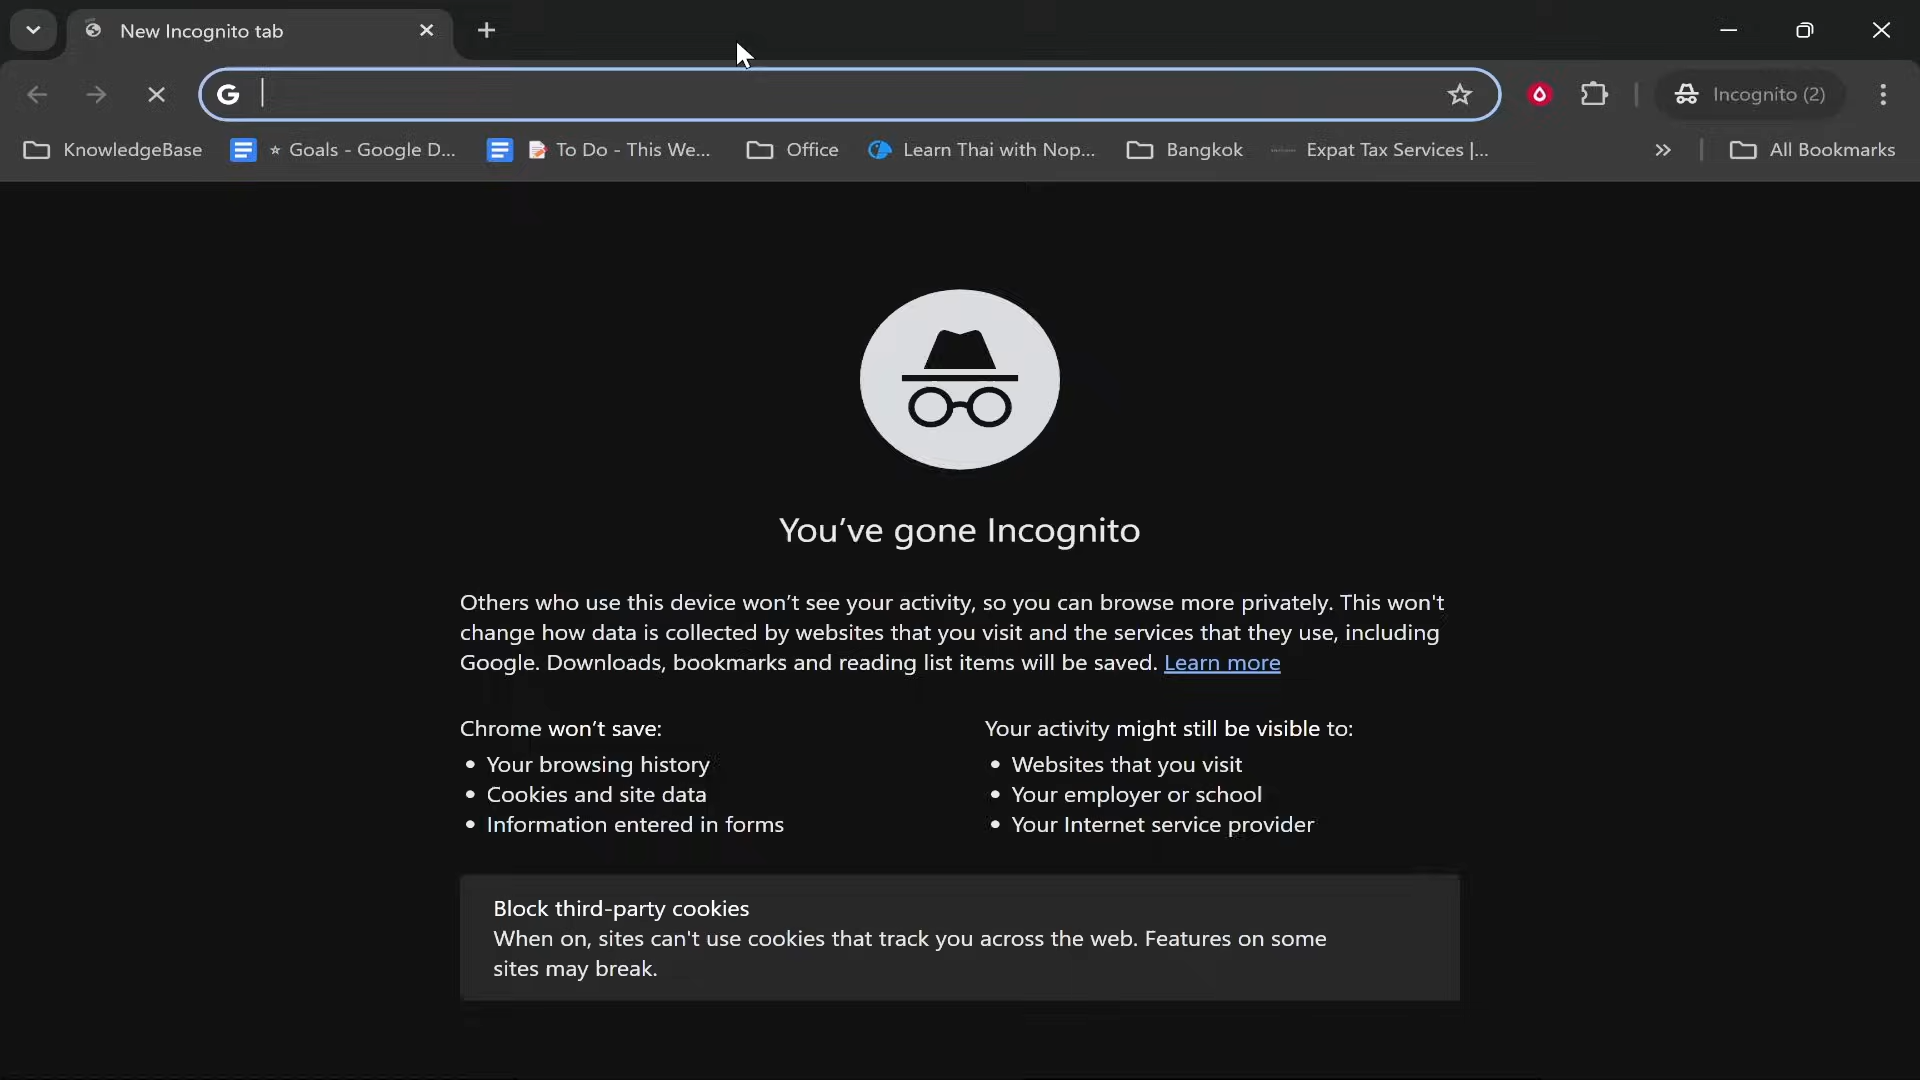 New Incognito tab
Incognito (2)
KnowledgeBase
⭐ Goals - Google D...
📝 To Do - This We...
Office
Learn Thai with Nop...
Bangkok
Expat Tax Services |...
All Bookmarks
You've gone Incognito
Others who use this device won't see your activity, so you can browse more privately. This won't
change how data is collected by websites that you visit and the services that they use, including
Google. Downloads, bookmarks and reading list items will be saved. Learn more
Chrome won't save:
• Your browsing history
• Cookies and site data
• Information entered in forms
Your activity might still be visible to:
• Websites that you visit
• Your employer or school
• Your Internet service provider
Block third-party cookies
When on, sites can't use cookies that track you across the web. Features on some
sites may break.